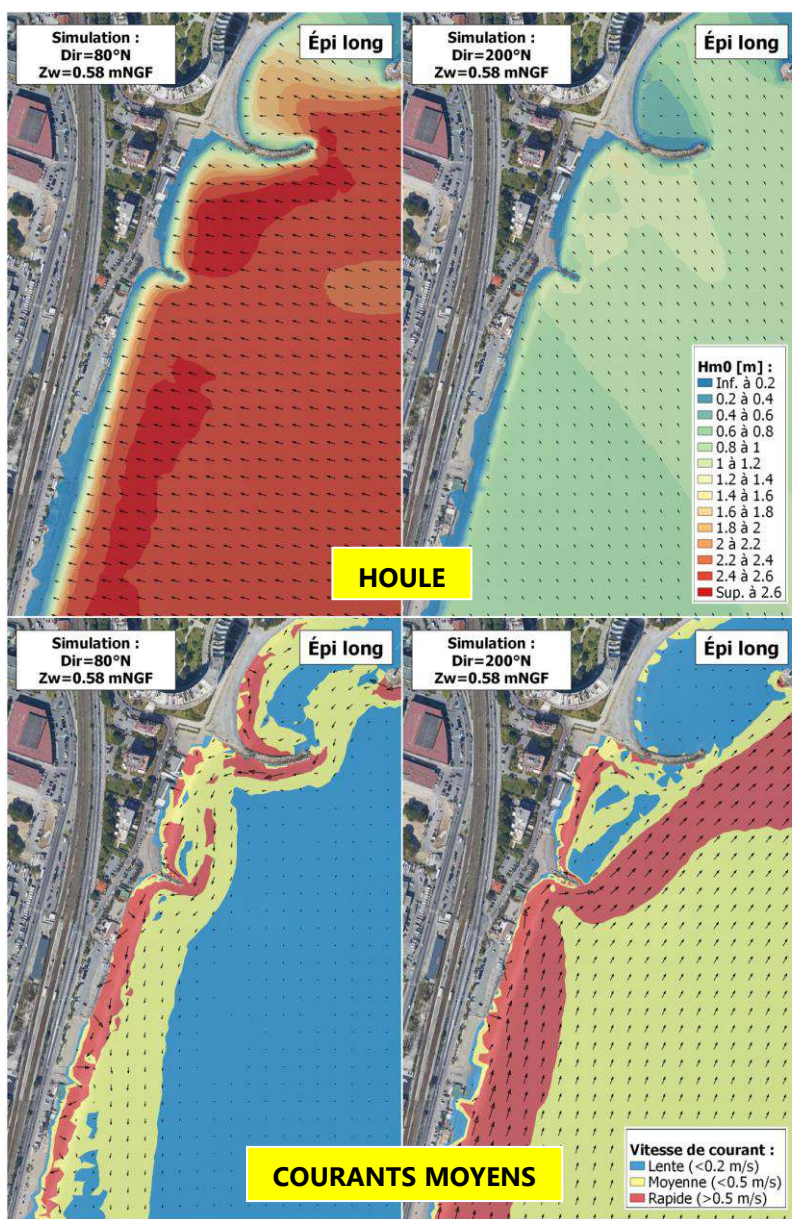 Simulation :
Dir=80°N
Zw=0.58 mNGF
Épi long
Simulation :
Dir=200°N
Zw=0.58 mNGF
Épi long
Hm0 [m] :
Inf. à 0.2
0.2 à 0.4
0.4 à 0.6
0.6 à 0.8
0.8 à 1
1 à 1.2
1.2 à 1.4
1.4 à 1.6
1.6 à 1.8
1.8 à 2
2 à 2.2
2.2 à 2.4
2.4 à 2.6
Sup. à 2.6
HOULE
Simulation :
Dir=80°N
Zw=0.58 mNGF
Épi long
Simulation :
Dir=200°N
Zw=0.58 mNGF
Épi long
Vitesse de courant :
Lente (<0.2 m/s)
Moyenne (<0.5 m/s)
Rapide (>0.5 m/s)
COURANTS MOYENS